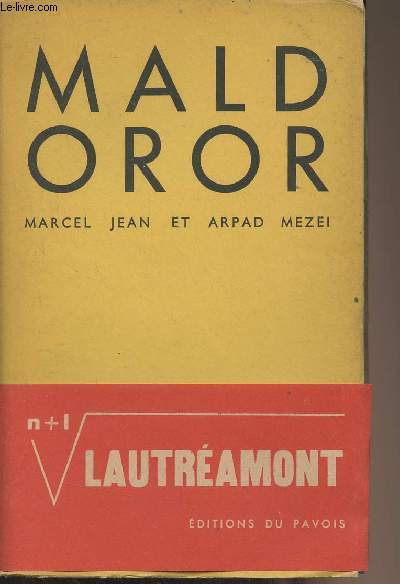 Le-livre.com
MALD
OROR
MARCEL JEAN ET ARPAD MEZEI
n+1
√LAUTRÉAMONT
ÉDITIONS DU PAVOIS